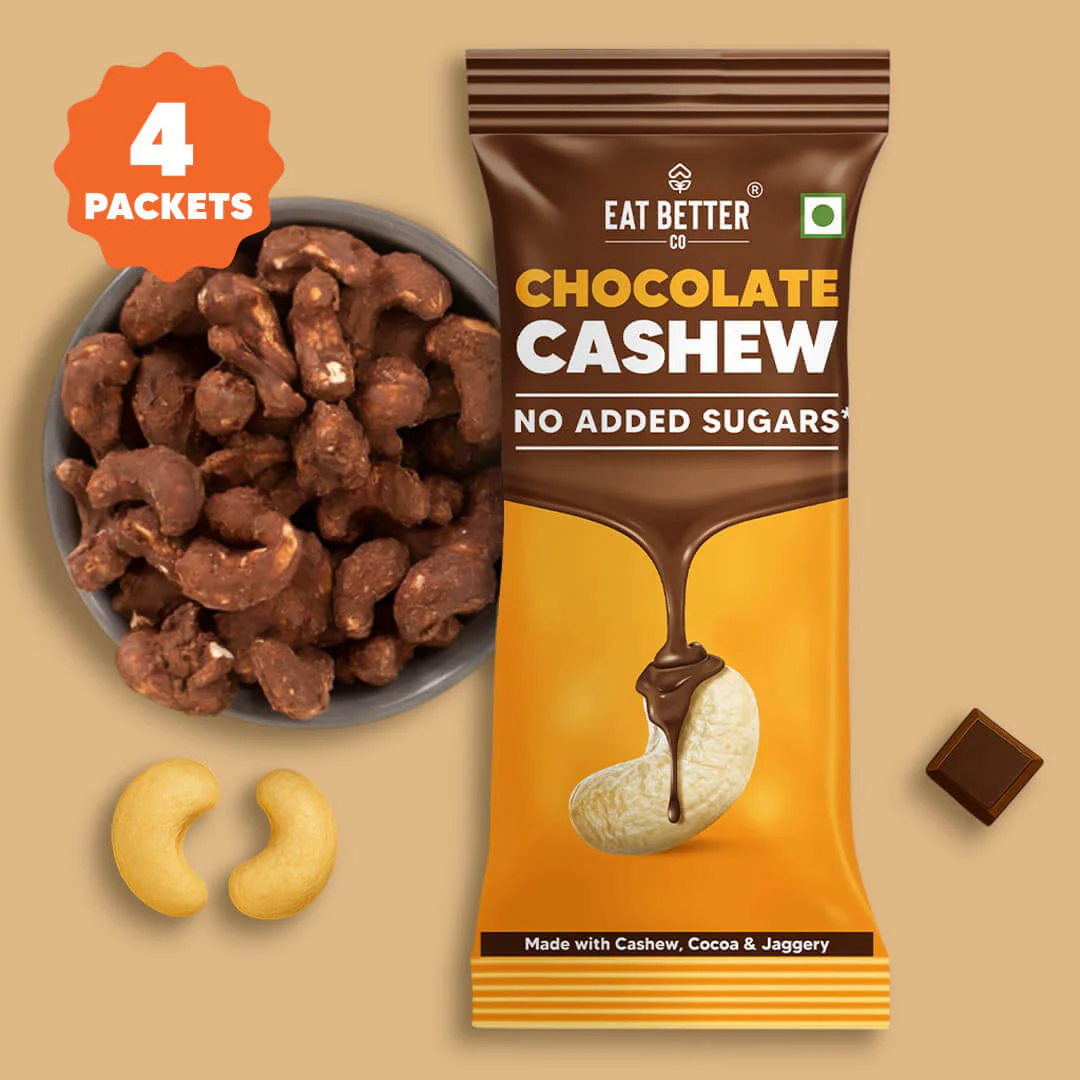 4
PACKETS
EAT BETTER®
CO
CHOCOLATE
CASHEW
NO ADDED SUGARS*
Made with Cashew, Cocoa & Jaggery